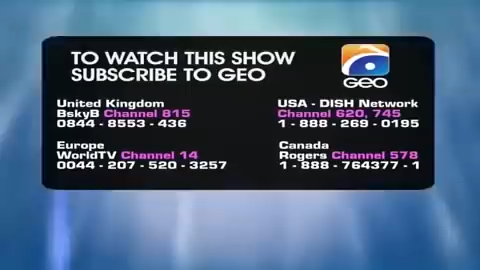 TO WATCH THIS SHOW
SUBSCRIBE TO GEO
GEO
United Kingdom
BskyB Channel 815
0844 - 8553 - 436
USA - DISH Network
Channel 620, 745
1 - 888 - 269 - 0195
Europe
WorldTV Channel 14
0044 - 207 - 520 - 3257
Canada
Rogers Channel 578
1 - 888 - 764377 - 1